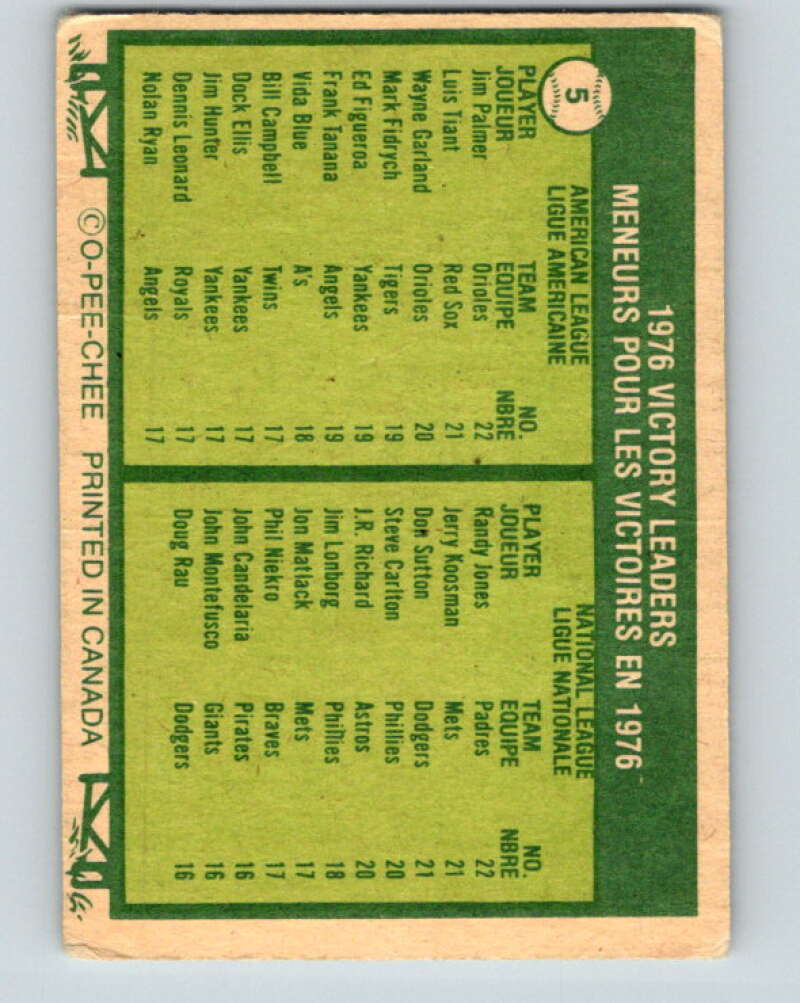 5
1976 VICTORY LEADERS
MENEURS POUR LES VICTOIRES EN 1976
AMERICAN LEAGUE
LIGUE AMERICAINE
PLAYER TEAM NO.
JOUEUR EQUIPE NBRE
Jim Palmer Orioles 22
Luis Tiant Red Sox 21
Wayne Garland Orioles 20
Mark Fidrych Tigers 19
Ed Figueroa Yankees 19
Frank Tanana Angels 19
Vida Blue A's 18
Bill Campbell Twins 17
Dock Ellis Yankees 17
Jim Hunter Yankees 17
Dennis Leonard Royals 17
Nolan Ryan Angels 17
NATIONAL LEAGUE
LIGUE NATIONALE
PLAYER TEAM NO.
JOUEUR EQUIPE NBRE
Randy Jones Padres 22
Jerry Koosman Mets 21
Don Sutton Dodgers 21
Steve Carlton Phillies 20
J.R. Richard Astros 20
Jim Lonborg Phillies 18
Jon Matlack Mets 17
Phil Niekro Braves 17
John Candelaria Pirates 16
John Montefusco Giants 16
Doug Rau Dodgers 16
©O-PEE-CHEE PRINTED IN CANADA